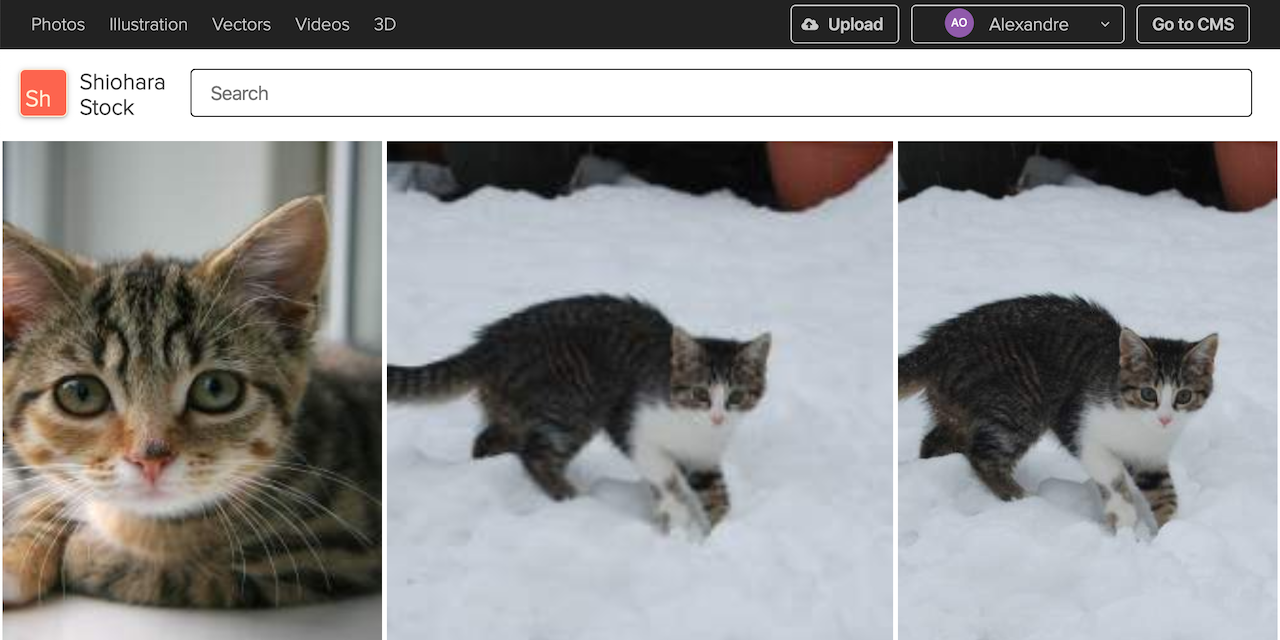 Photos Illustration Vectors Videos 3D Upload AO Alexandre Go to CMS
Sh
Shiohara
Stock
Search